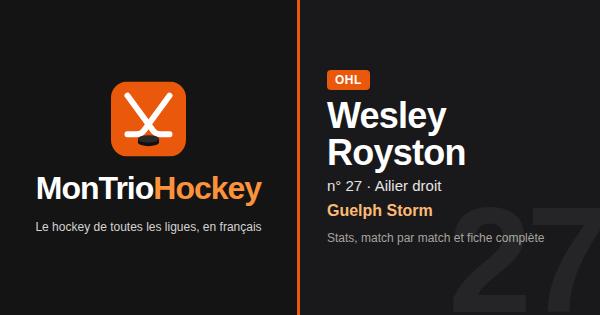 MonTrioHockey
Le hockey de toutes les ligues, en français
OHL
Wesley
Royston
n° 27 · Ailier droit
Guelph Storm
Stats, match par match et fiche complète
27